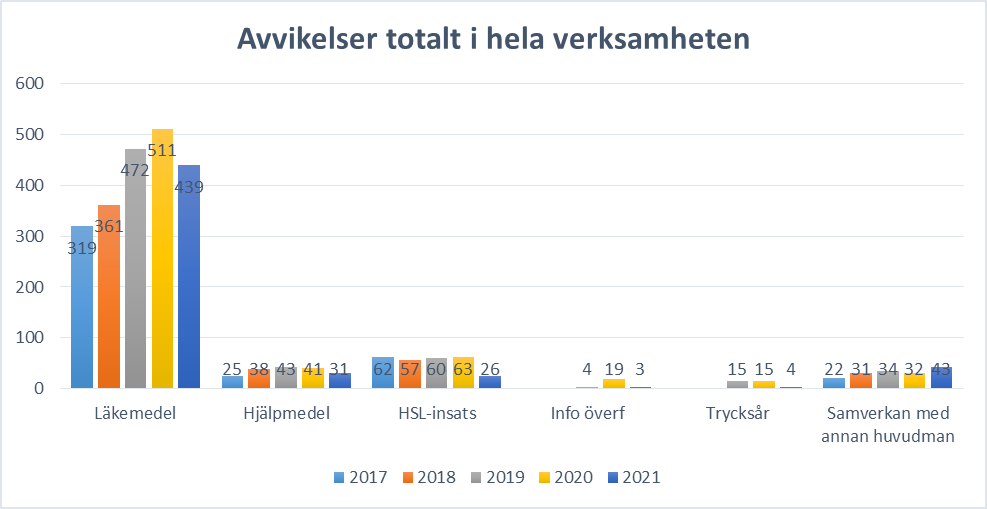 Avvikelser totalt i hela verksamheten
600
500
400
300
200
100
0
319
361
472
511
439
25 38 43 41 31
62 57 60 63 26
4 19 3
15 15 4
22 31 34 32 43
Läkemedel
Hjälpmedel
HSL-insats
Info överf
Trycksår
Samverkan med
annan huvudman
2017 2018 2019 2020 2021